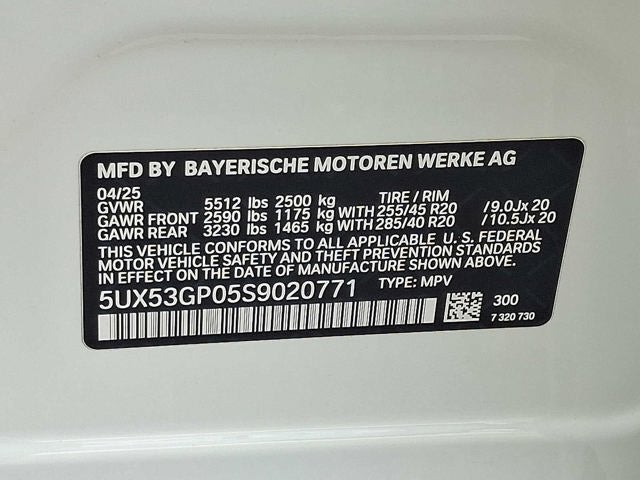 MFD BY BAYERISCHE MOTOREN WERKE AG
04/25 TIRE / RIM
GVWR 5512 lbs 2500 kg
GAWR FRONT 2590 lbs 1175 kg WITH 255/45 R20 /9.0Jx 20
GAWR REAR 3230 lbs 1465 kg WITH 285/40 R20 /10.5Jx 20
THIS VEHICLE CONFORMS TO ALL APPLICABLE U. S. FEDERAL
MOTOR VEHICLE SAFETY AND THEFT PREVENTION STANDARDS
IN EFFECT ON THE DATE OF MANUFACTURE SHOWN ABOVE.
5UX53GP05S9020771 TYPE: MPV
300
7 320 730